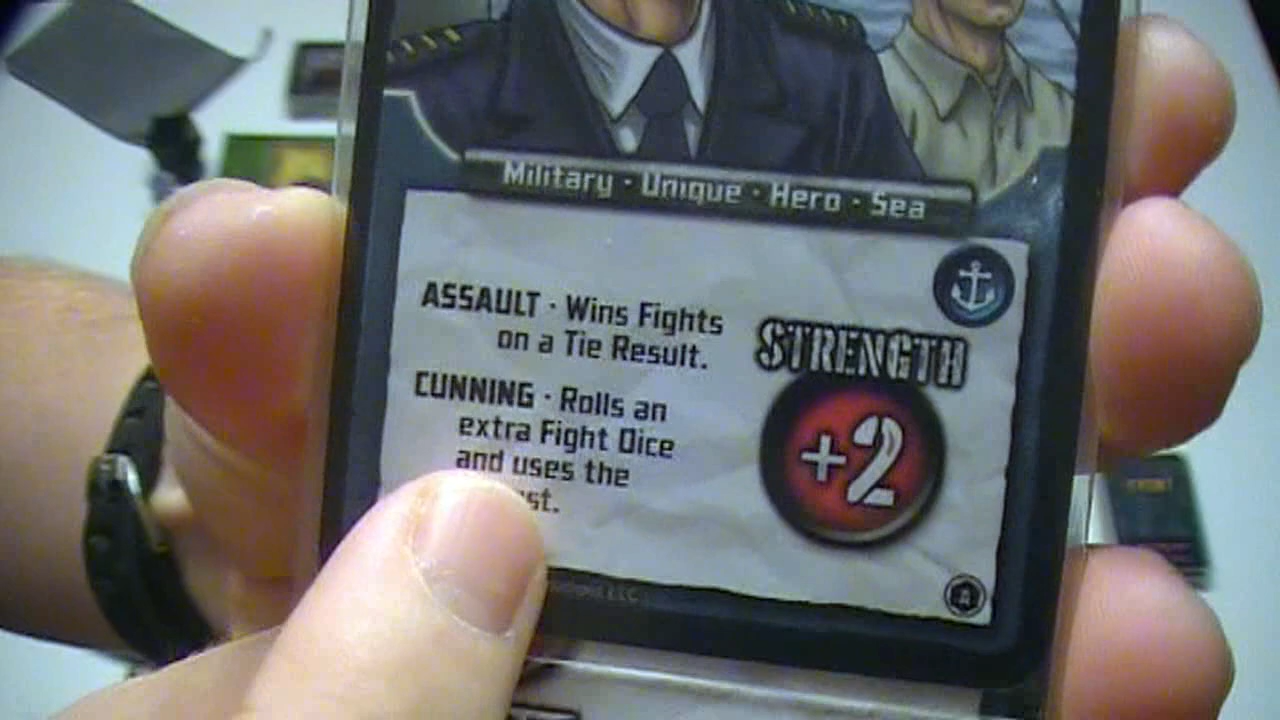 Military · Unique · Hero · Sea
ASSAULT · Wins Fights
on a Tie Result.
CUNNING · Rolls an
extra Fight Dice
and uses the
STRENGTH
+2